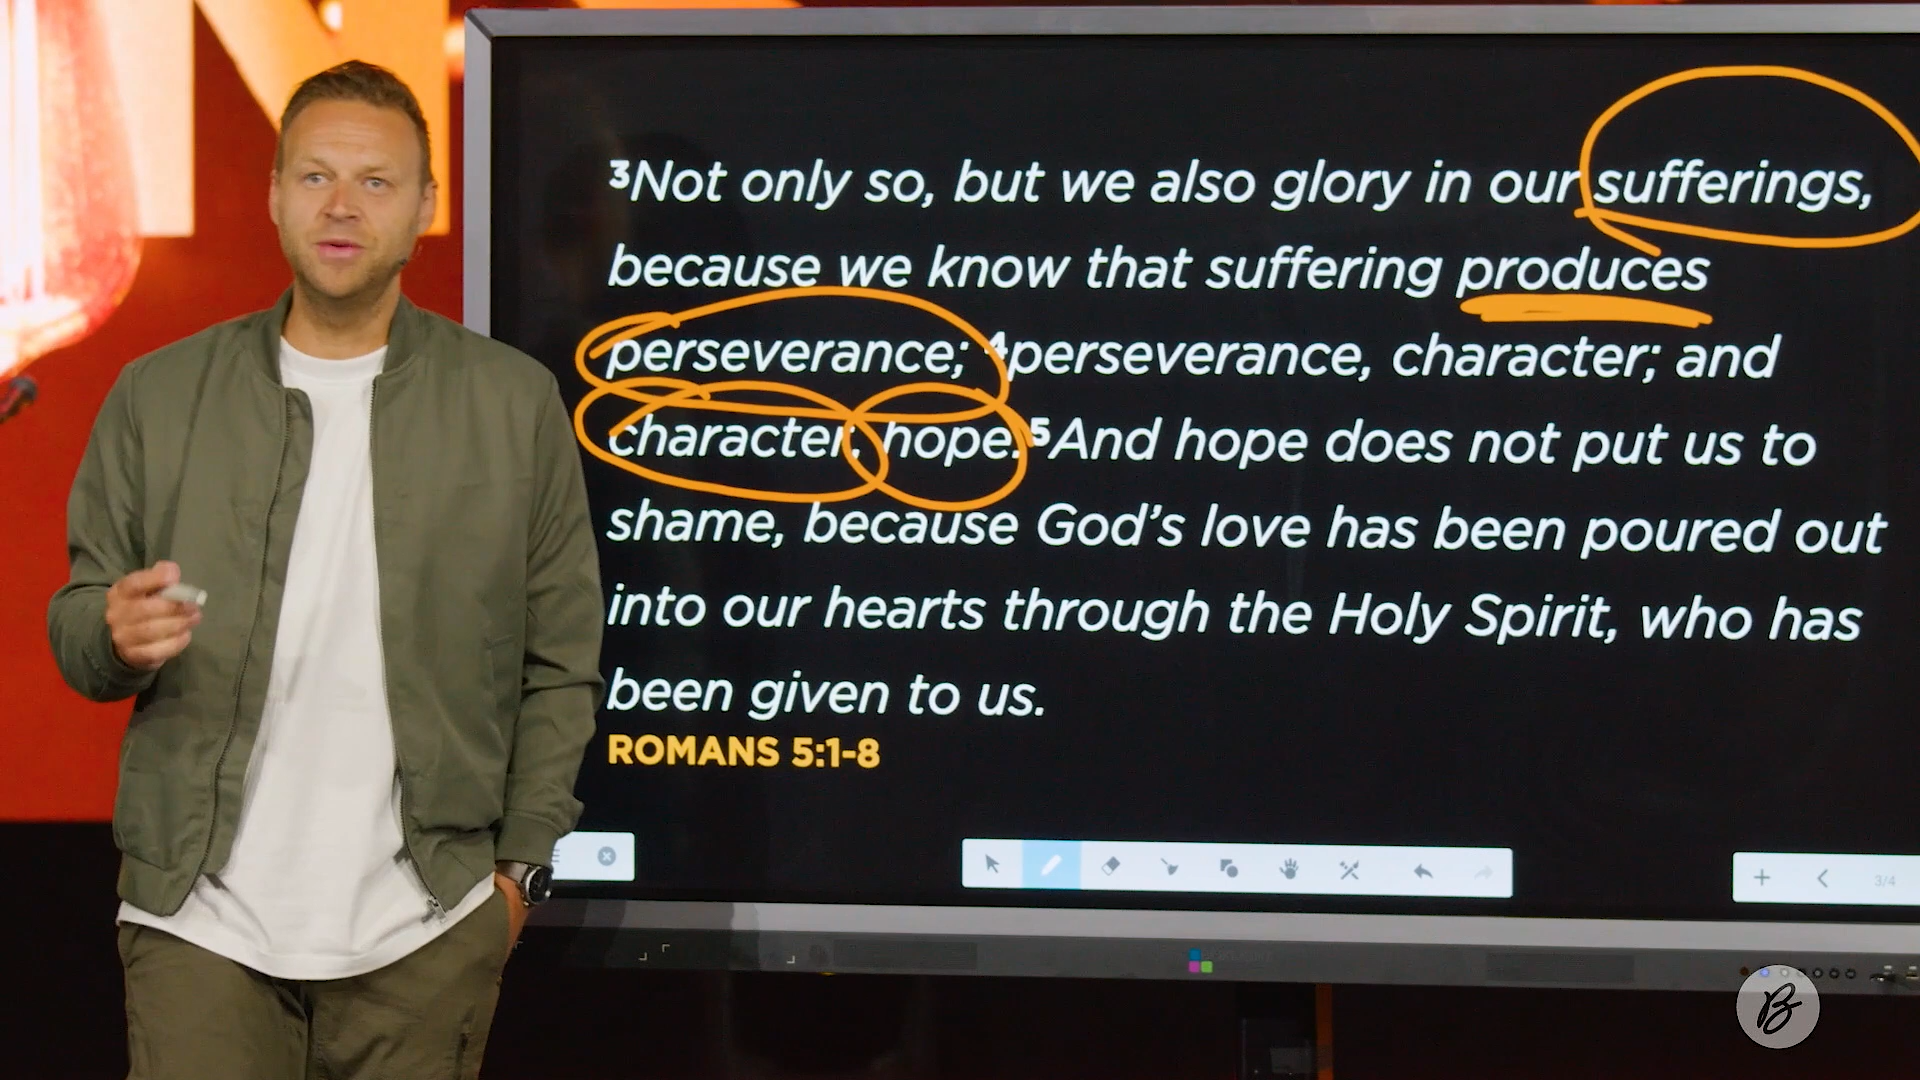 ³Not only so, but we also glory in our sufferings,
because we know that suffering produces
perseverance; ⁴perseverance, character; and
character, hope. ⁵And hope does not put us to
shame, because God’s love has been poured out
into our hearts through the Holy Spirit, who has
been given to us.
ROMANS 5:1-8
3/4
B